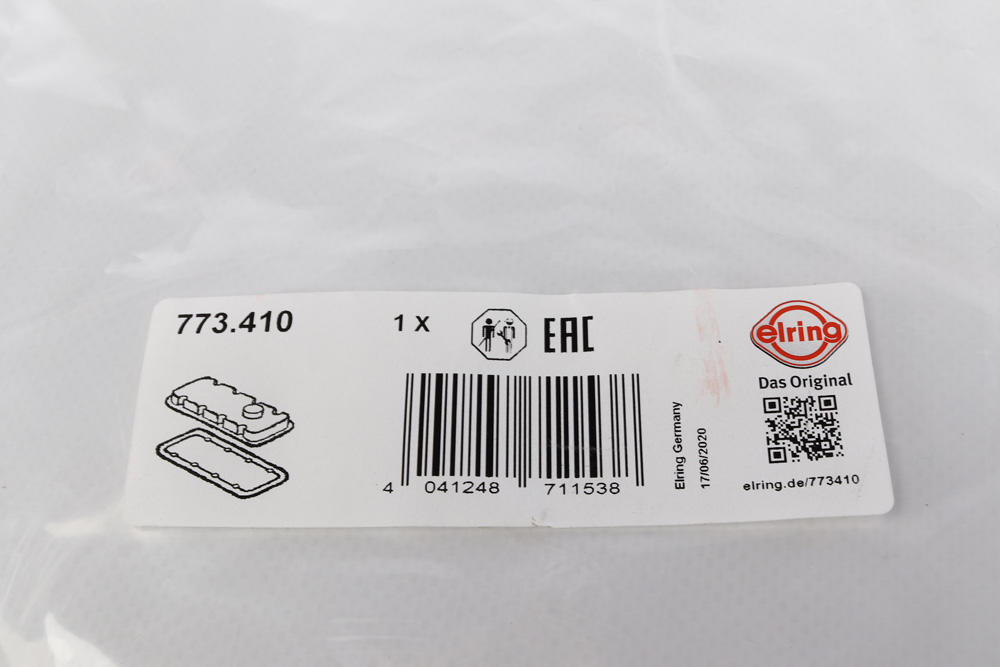 773.410
1 x
EAC
elring
Das Original
4 041248 711538
Elring Germany
17/06/2020
elring.de/773410